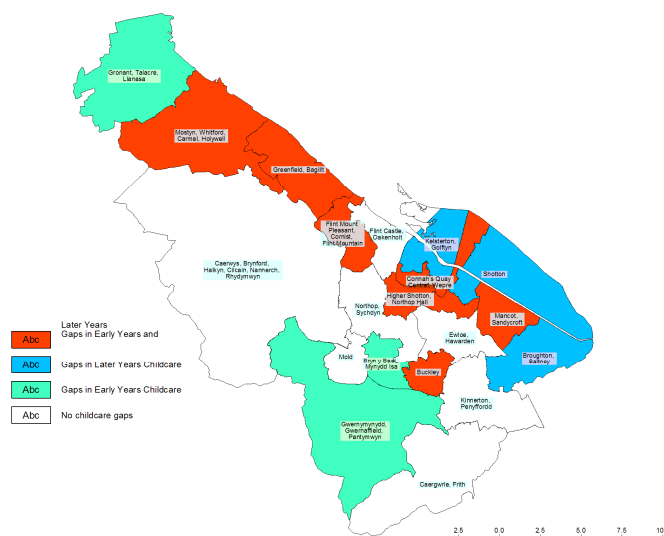 Gronant, Talacre,
Llanasa
Mostyn, Whitford,
Carmel, Holywell
Greenfield, Bagillt
Flint Mount
Pleasant,
Cornist,
Flint Mountain
Flint Castle,
Oakenholt
Kelsterton,
Golftyn
Caerwys, Brynford,
Halkyn, Cilcain, Nannerch,
Rhydymwyn
Shotton
Connah's Quay
Central, Wepre
Higher Shotton,
Northop Hall
Northop,
Sychdyn
Mancot,
Sandycroft
Ewloe,
Hawarden
Mold
Bryn y Baal,
Mynydd Isa
Broughton,
Saltney
Buckley
Kinnerton,
Penyffordd
Gwernymynydd,
Gwernaffield,
Pantymwyn
Caergwrle, Frith
Later Years
Abc Gaps in Early Years and
Abc Gaps in Later Years Childcare
Abc Gaps in Early Years Childcare
Abc No childcare gaps
2.5 0.0 2.5 5.0 7.5 10